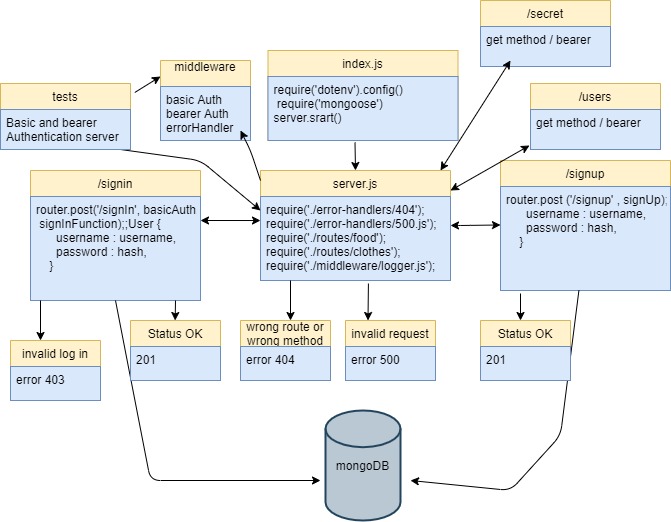 /secret
get method / bearer
middleware
basic Auth
bearer Auth
errorHandler
index.js
require('dotenv').config()
require('mongoose')
server.srart()
tests
Basic and bearer
Authentication server
/users
get method / bearer
/signin
router.post('/signIn', basicAuth
signInFunction);;User {
username : username,
password : hash,
}
server.js
require('./error-handlers/404');
require('./error-handlers/500.js');
require('./routes/food');
require('./routes/clothes');
require('./middleware/logger.js');
/signup
router.post ('/signup' , signUp);
username : username,
password : hash,
}
invalid log in
error 403
Status OK
201
wrong route or
wrong method
error 404
invalid request
error 500
Status OK
201
mongoDB